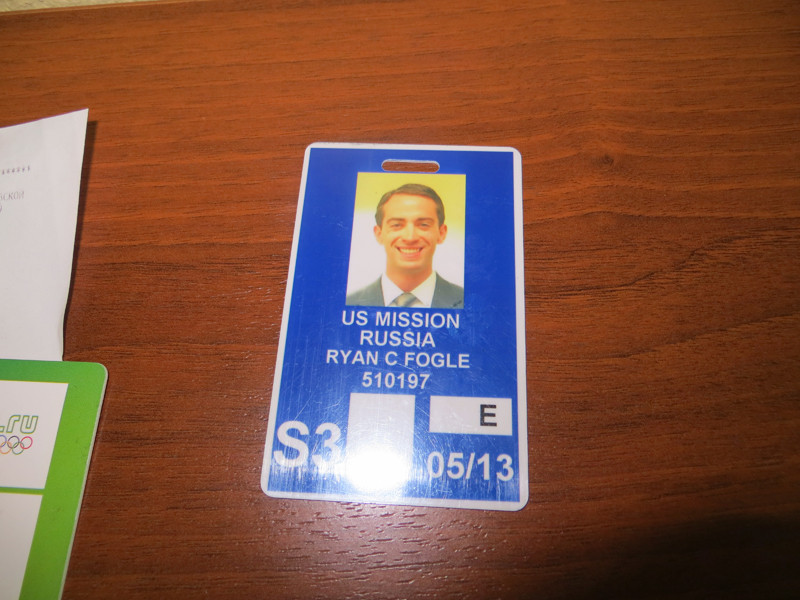 US MISSION
RUSSIA
RYAN C FOGLE
510197
E
S3
05/13
.ru